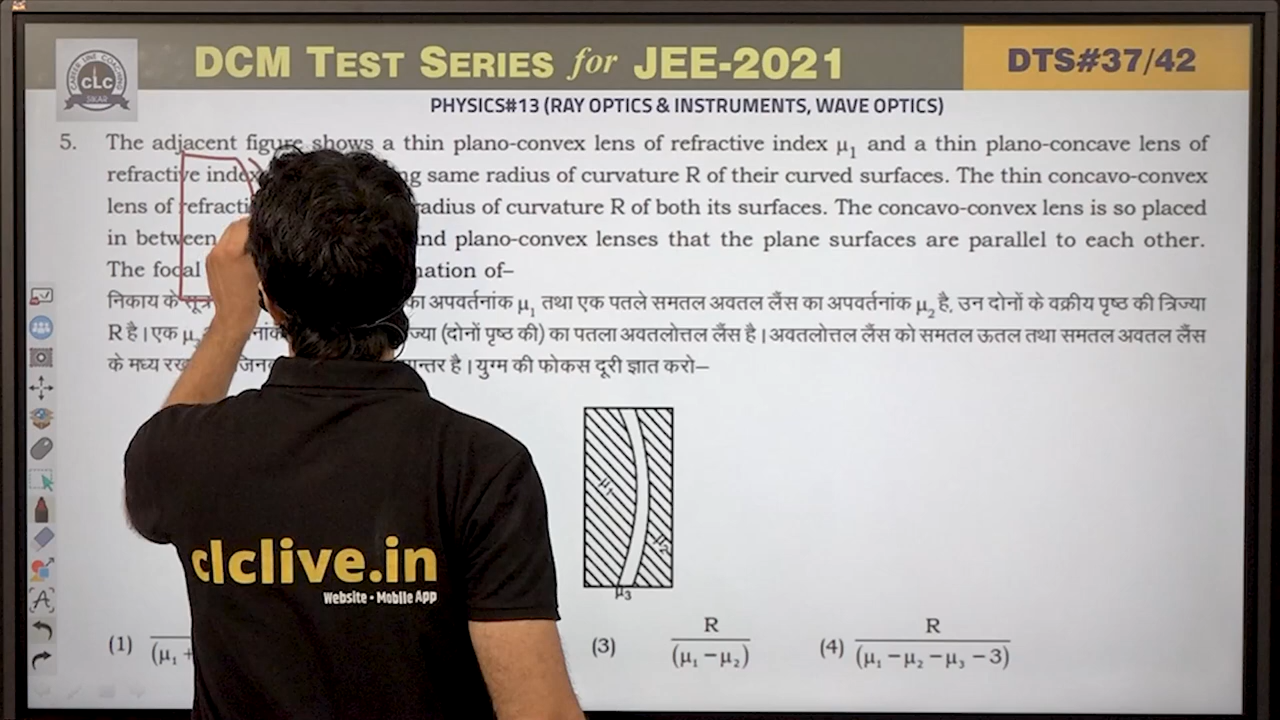 DCM TEST SERIES for JEE-2021
DTS#37/42
CAREER LINE COACHING
CLC
SIKAR
PHYSICS#13 (RAY OPTICS & INSTRUMENTS, WAVE OPTICS)
5. The adjacent figure shows a thin plano-convex lens of refractive index μ₁ and a thin plano-concave lens of
refractive index same radius of curvature R of their curved surfaces. The thin concavo-convex
lens of radius of curvature R of both its surfaces. The concavo-convex lens is so placed
in between and plano-convex lenses that the plane surfaces are parallel to each other.
The focal of–
निकाय के का अपवर्तनांक μ₁ तथा एक पतले समतल अवतल लैंस का अपवर्तनांक μ₂ है. उन दोनों के वक्रीय पृष्ठ की त्रिज्या
R है। एक (दोनों पृष्ठ की) का पतला अवतलोत्तल लैंस है। अवतलोत्तल लैंस को समतल ऊतल तथा समतल अवतल लैंस
के मध्य है। युग्म की फोकस दूरी ज्ञात करो–
μ₁
μ₂
μ₃
(1) (μ₁ +
(3) R / (μ₁ – μ₂)
(4) R / (μ₁ – μ₂ – μ₃ – 3)
clclive.in
Website • Mobile App